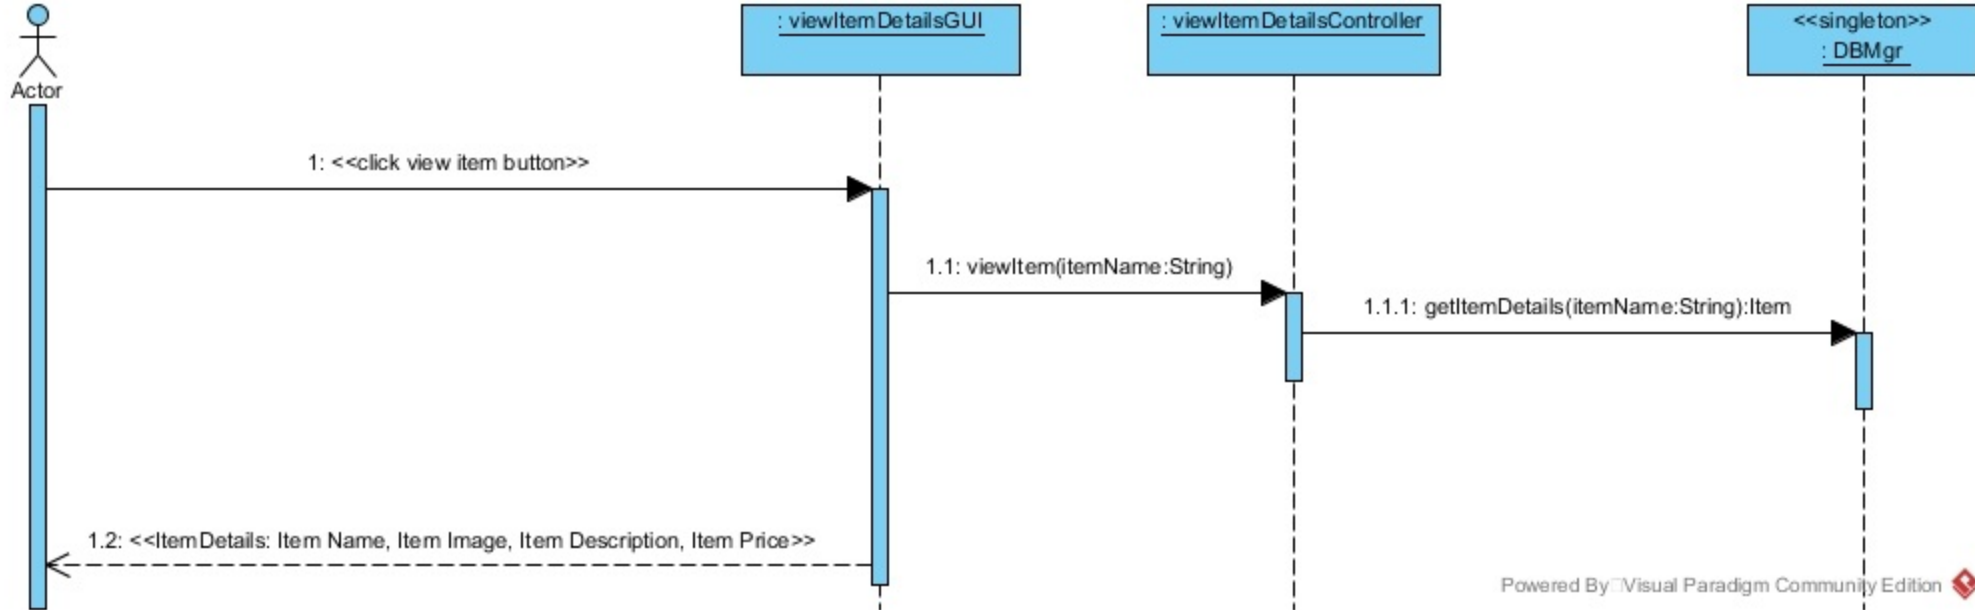 : viewItemDetailsGUI
: viewItemDetailsController
<<singleton>>
: DBMgr
Actor
1: <<click view item button>>
1.1: viewItem(itemName:String)
1.1.1: getItemDetails(itemName:String):Item
1.2: <<ItemDetails: Item Name, Item Image, Item Description, Item Price>>
Powered By Visual Paradigm Community Edition